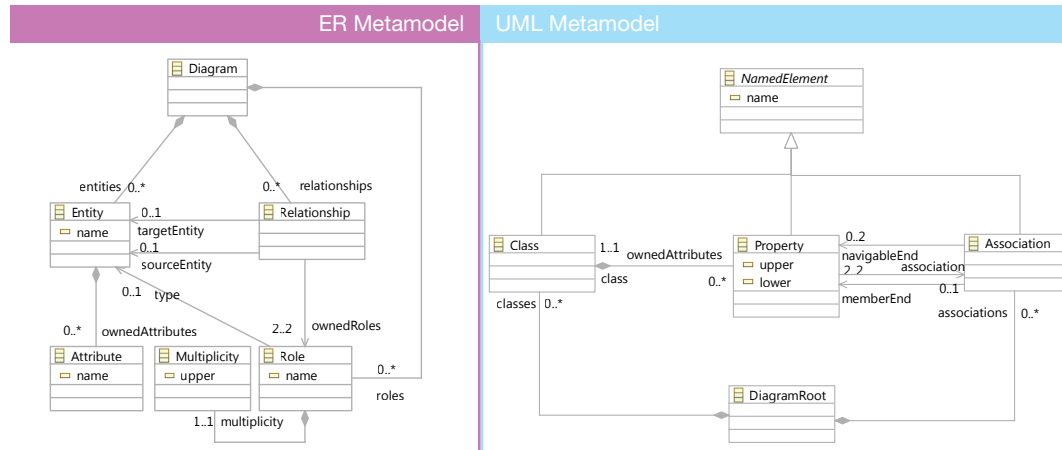 ER Metamodel
UML Metamodel
Diagram
entities 0..*
0..* relationships
Entity
name
0..1
targetEntity
0..1
sourceEntity
Relationship
0..1
type
0..* ownedAttributes
2..2 ownedRoles
Attribute
name
Multiplicity
upper
Role
name
0..*
roles
1..1 multiplicity
NamedElement
name
Class
1..1 ownedAttributes
class
0..*
Property
upper
lower
0..2
navigableEnd
2..2 association
0..1
memberEnd
Association
classes 0..*
associations 0..*
DiagramRoot